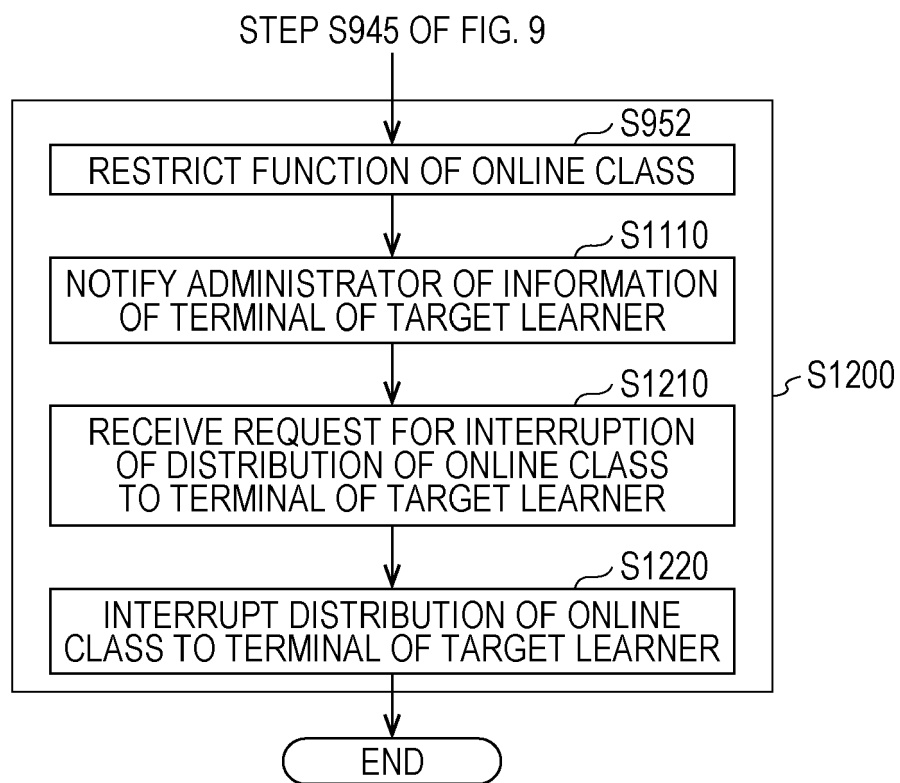 STEP S945 OF FIG. 9
S952
RESTRICT FUNCTION OF ONLINE CLASS
S1110
NOTIFY ADMINISTRATOR OF INFORMATION
OF TERMINAL OF TARGET LEARNER
S1200
S1210
RECEIVE REQUEST FOR INTERRUPTION
OF DISTRIBUTION OF ONLINE CLASS
TO TERMINAL OF TARGET LEARNER
S1220
INTERRUPT DISTRIBUTION OF ONLINE
CLASS TO TERMINAL OF TARGET LEARNER
END